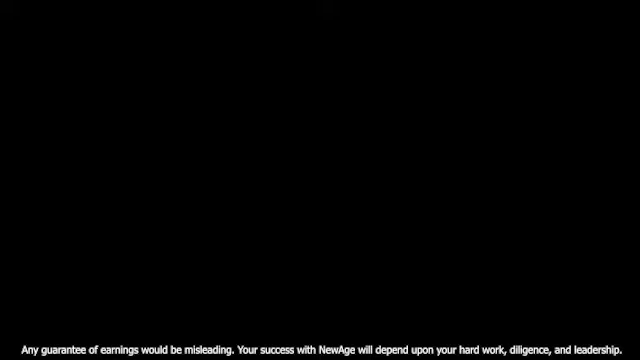 Any guarantee of earnings would be misleading. Your success with NewAge will depend upon your hard work, diligence, and leadership.